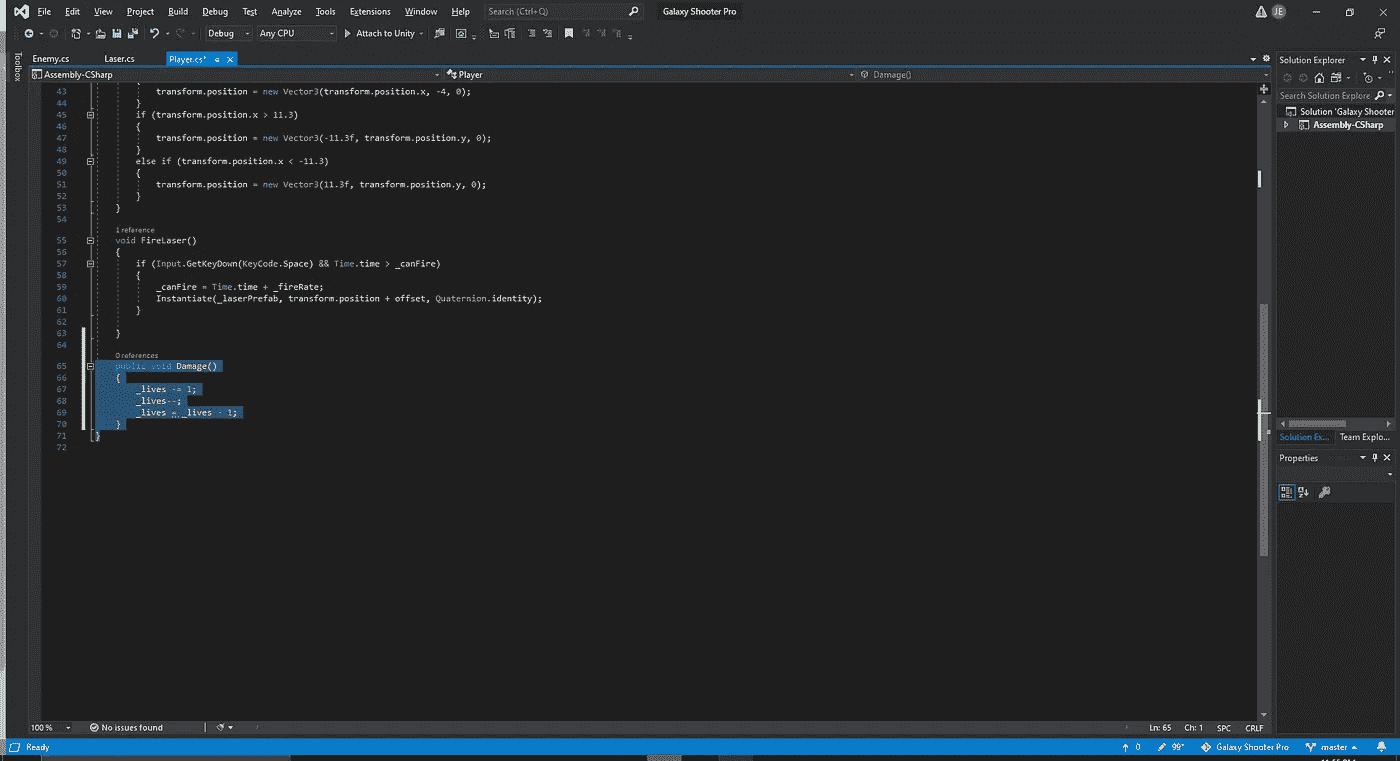 File Edit View Project Build Debug Test Analyze Tools Extensions Window Help Search (Ctrl+Q) Galaxy Shooter Pro JE
Debug Any CPU Attach to Unity
Toolbox
Enemy.cs Laser.cs Player.cs*
Assembly-CSharp Player Damage()
43 transform.position = new Vector3(transform.position.x, -4, 0);
44 }
45 if (transform.position.x > 11.3)
46 {
47 transform.position = new Vector3(-11.3f, transform.position.y, 0);
48 }
49 else if (transform.position.x < -11.3)
50 {
51 transform.position = new Vector3(11.3f, transform.position.y, 0);
52 }
53 }
54
1 reference
55 void FireLaser()
56 {
57 if (Input.GetKeyDown(KeyCode.Space) && Time.time > _canFire)
58 {
59 _canFire = Time.time + _fireRate;
60 Instantiate(_laserPrefab, transform.position + offset, Quaternion.identity);
61 }
62
63 }
64
0 references
65 public void Damage()
66 {
67 _lives -= 1;
68 _lives--;
69 _lives = _lives - 1;
70 }
71 }
72
100 % No issues found Ln: 65 Ch: 1 SPC CRLF
Solution Explorer
Search Solution Explore
Solution 'Galaxy Shooter
Assembly-CSharp
Solution Ex... Team Explo...
Properties
Ready 0 99+ Galaxy Shooter Pro master